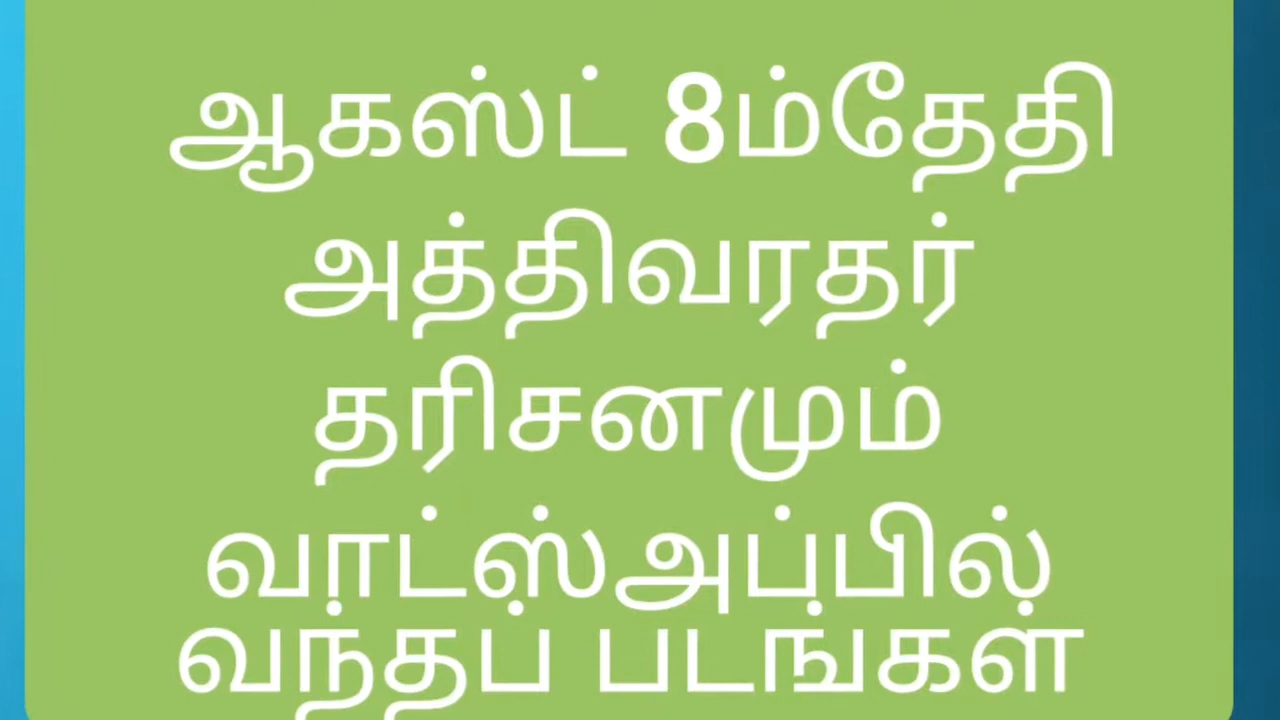 ஆகஸ்ட் 8ம்தேதி
அத்திவரதர்
தரிசனமும்
வாட்ஸ்அப்பில்
வந்தப் படங்கள்